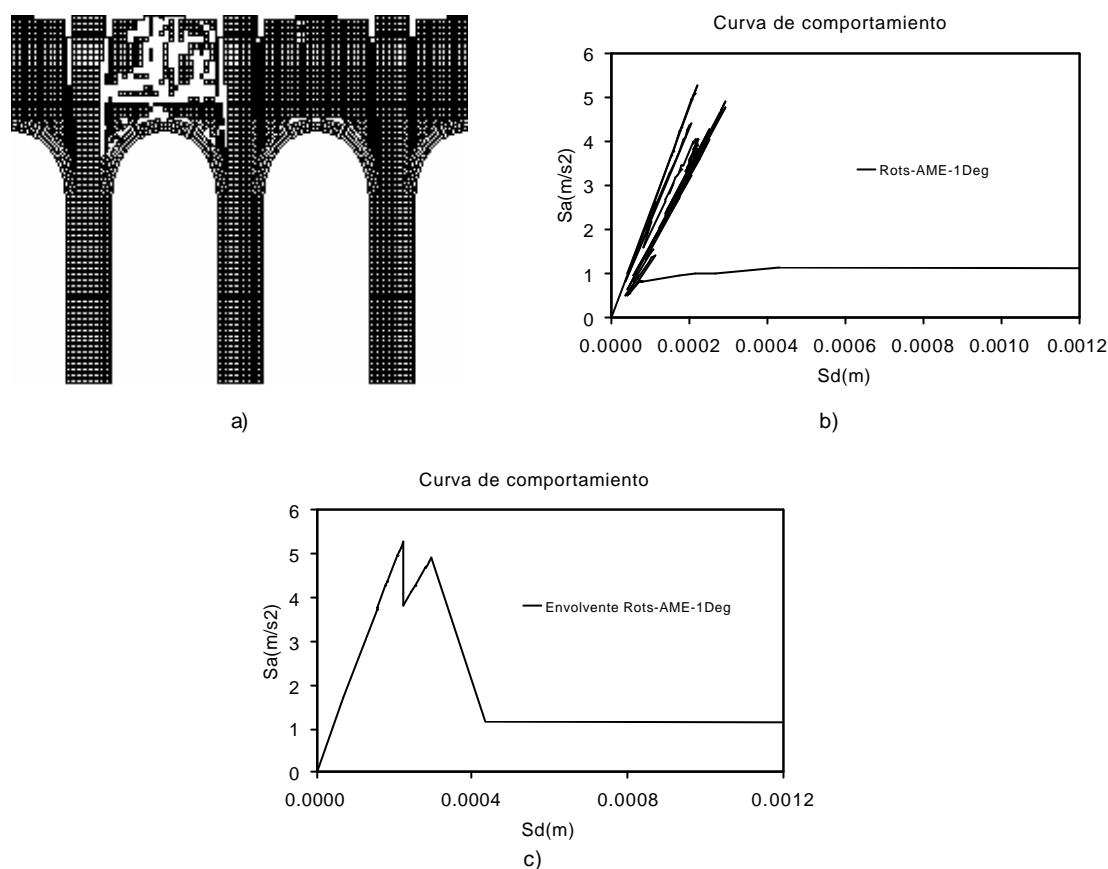 Curva de comportamiento
6
5
4
3
2
1
0
Sa(m/s2)
Rots-AME-1Deg
0.0000 0.0002 0.0004 0.0006 0.0008 0.0010 0.0012
Sd(m)
a)
b)
Curva de comportamiento
6
5
4
3
2
1
0
Sa(m/s2)
Envolvente Rots-AME-1Deg
0.0000 0.0004 0.0008 0.0012
Sd(m)
c)